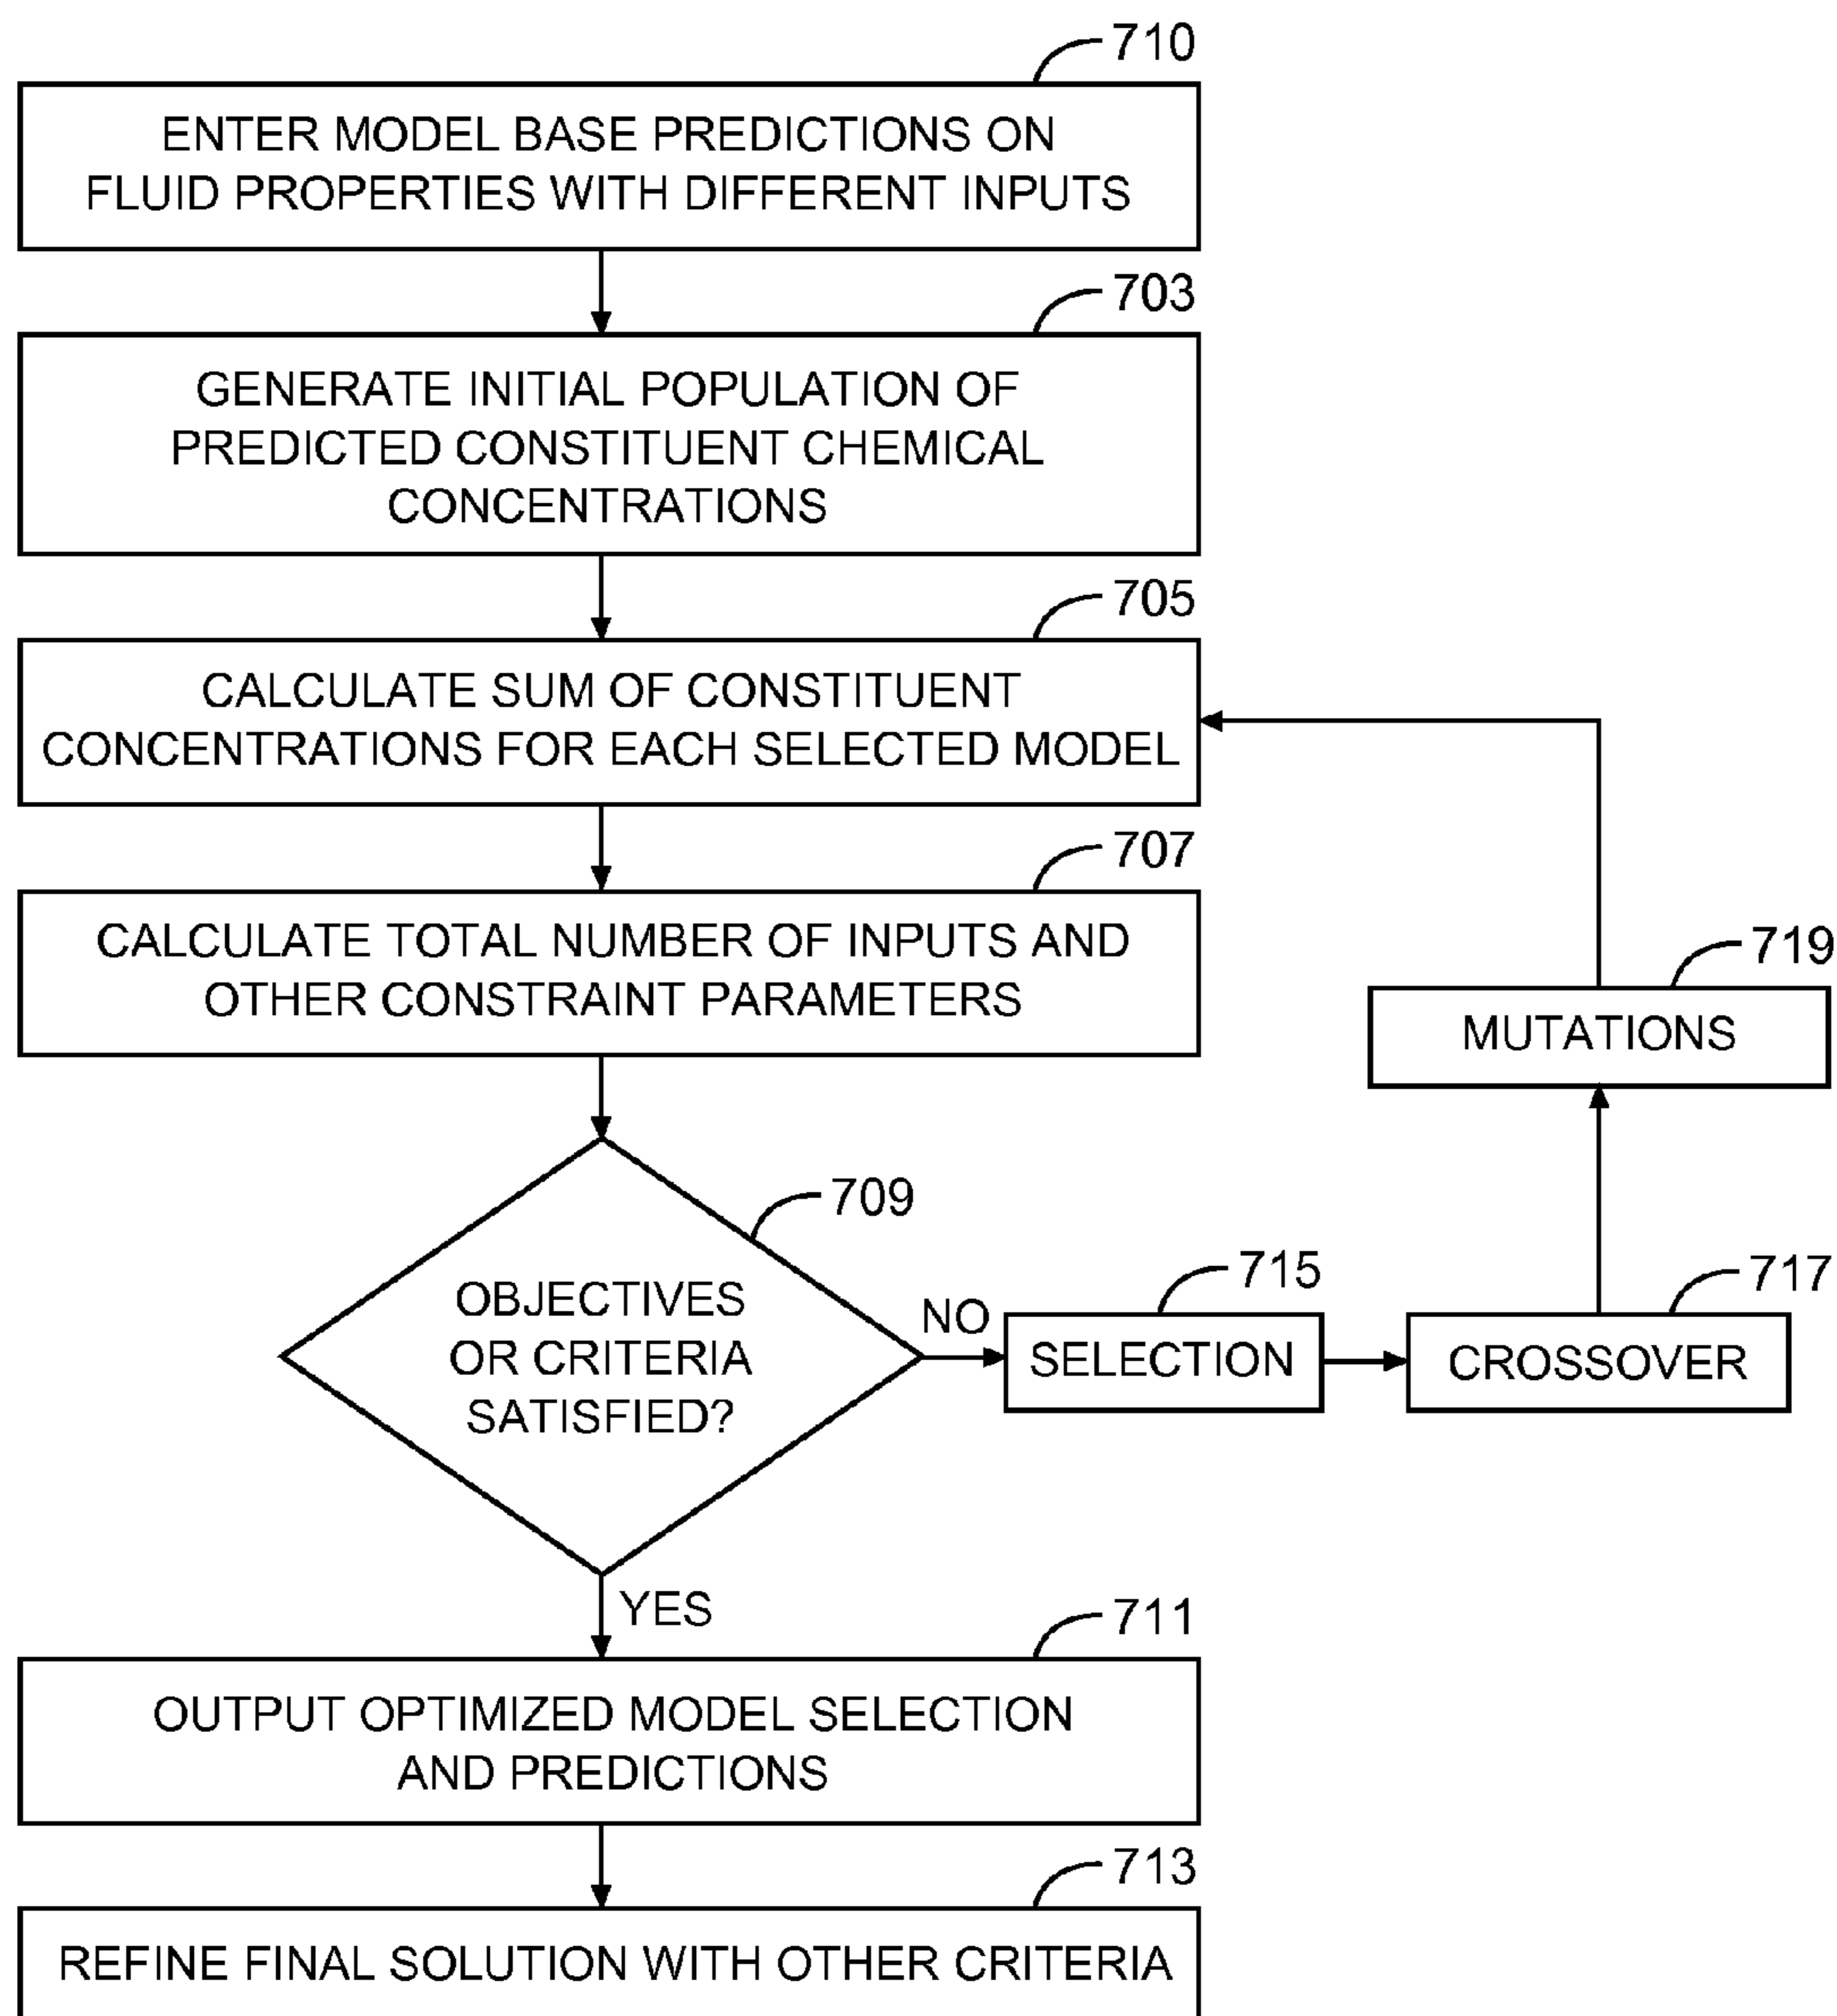 710
ENTER MODEL BASE PREDICTIONS ON
FLUID PROPERTIES WITH DIFFERENT INPUTS
703
GENERATE INITIAL POPULATION OF
PREDICTED CONSTITUENT CHEMICAL
CONCENTRATIONS
705
CALCULATE SUM OF CONSTITUENT
CONCENTRATIONS FOR EACH SELECTED MODEL
707
CALCULATE TOTAL NUMBER OF INPUTS AND
OTHER CONSTRAINT PARAMETERS
709
OBJECTIVES
OR CRITERIA
SATISFIED?
NO
715
SELECTION
717
CROSSOVER
719
MUTATIONS
YES
711
OUTPUT OPTIMIZED MODEL SELECTION
AND PREDICTIONS
713
REFINE FINAL SOLUTION WITH OTHER CRITERIA